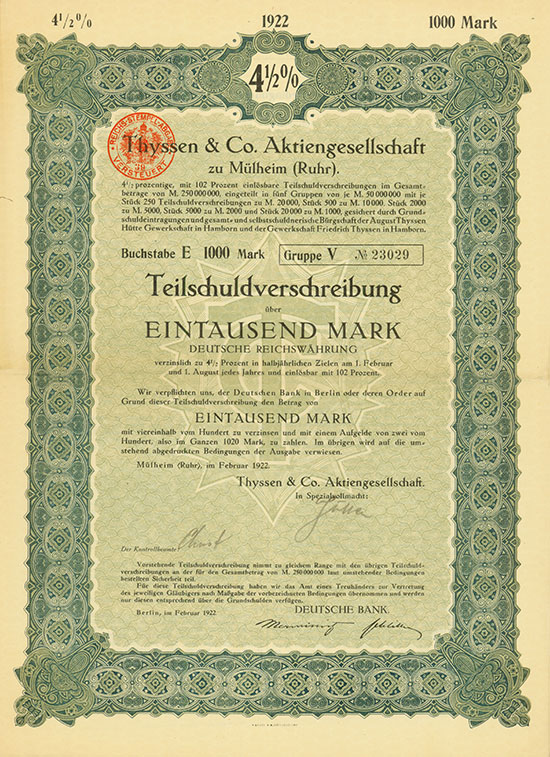 4½% 1922 1000 Mark
4½%
REICHS-STEMPEL-ABGABE VERSTEUERT
Thyssen & Co. Aktiengesellschaft
zu Mülheim (Ruhr).
4½ prozentige, mit 102 Prozent einlösbare Teilschuldverschreibungen im Gesamt-
betrage von M. 250 000 000, eingeteilt in fünf Gruppen von je M. 50 000 000 mit je
Stück 250 Teilschuldverschreibungen zu M. 20 000, Stück 500 zu M. 10 000, Stück 2000
zu M. 5000, Stück 5000 zu M. 2000 und Stück 20 000 zu M. 1000, gesichert durch Grund-
schuldeintragungen und gesamt- und selbstschuldnerische Bürgschaft der August Thyssen
Hütte Gewerkschaft in Hamborn und der Gewerkschaft Friedrich Thyssen in Hamborn.
Buchstabe E 1000 Mark Gruppe V № 23029
Teilschuldverschreibung
über
EINTAUSEND MARK
DEUTSCHE REICHSWÄHRUNG
verzinslich zu 4½ Prozent in halbjährlichen Zielen am 1. Februar
und 1. August jedes Jahres und einlösbar mit 102 Prozent.
Wir verpflichten uns, der Deutschen Bank in Berlin oder deren Order auf
Grund dieser Teilschuldverschreibung den Betrag von
EINTAUSEND MARK
mit viereinhalb vom Hundert zu verzinsen und mit einem Aufgelde von zwei vom
Hundert, also im Ganzen 1020 Mark, zu zahlen. Im übrigen wird auf die um-
stehend abgedruckten Bedingungen der Ausgabe verwiesen.
Mülheim (Ruhr), im Februar 1922.
Thyssen & Co. Aktiengesellschaft.
In Spezialvollmacht:
Der Kontrollbeamte:
Vorstehende Teilschuldverschreibung nimmt zu gleichem Range mit den übrigen Teilschuld-
verschreibungen an der für den Gesamtbetrag von M. 250 000 000 laut umstehender Bedingungen
bestellten Sicherheit teil.
Für diese Teilschuldverschreibung haben wir das Amt eines Treuhänders zur Vertretung
des jeweiligen Gläubigers nach Maßgabe der vorbezeichneten Bedingungen übernommen und werden
nur diesen entsprechend über die Grundschulden verfügen.
Berlin, im Februar 1922 DEUTSCHE BANK.